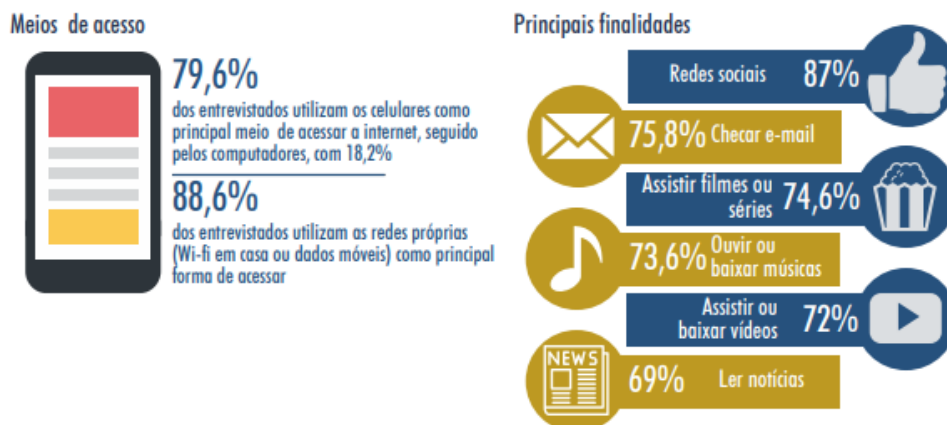 Meios de acesso
79,6%
dos entrevistados utilizam os celulares como
principal meio de acessar a internet, seguido
pelos computadores, com 18,2%
88,6%
dos entrevistados utilizam as redes próprias
(Wi-fi em casa ou dados móveis) como principal
forma de acessar
Principais finalidades
Redes sociais 87%
75,8% Checar e-mail
Assistir filmes ou
séries 74,6%
73,6% Ouvir ou
baixar músicas
Assistir ou
baixar vídeos 72%
NEWS
69% Ler notícias